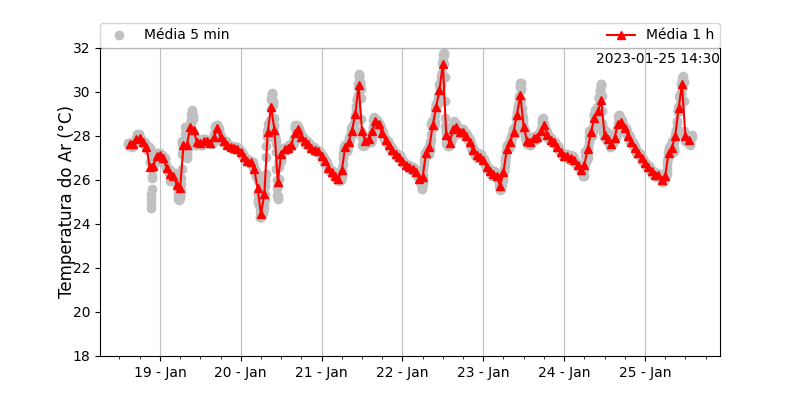 Média 5 min
Média 1 h
2023-01-25 14:30
Temperatura do Ar (°C)
32
30
28
26
24
22
20
18
19 - Jan
20 - Jan
21 - Jan
22 - Jan
23 - Jan
24 - Jan
25 - Jan